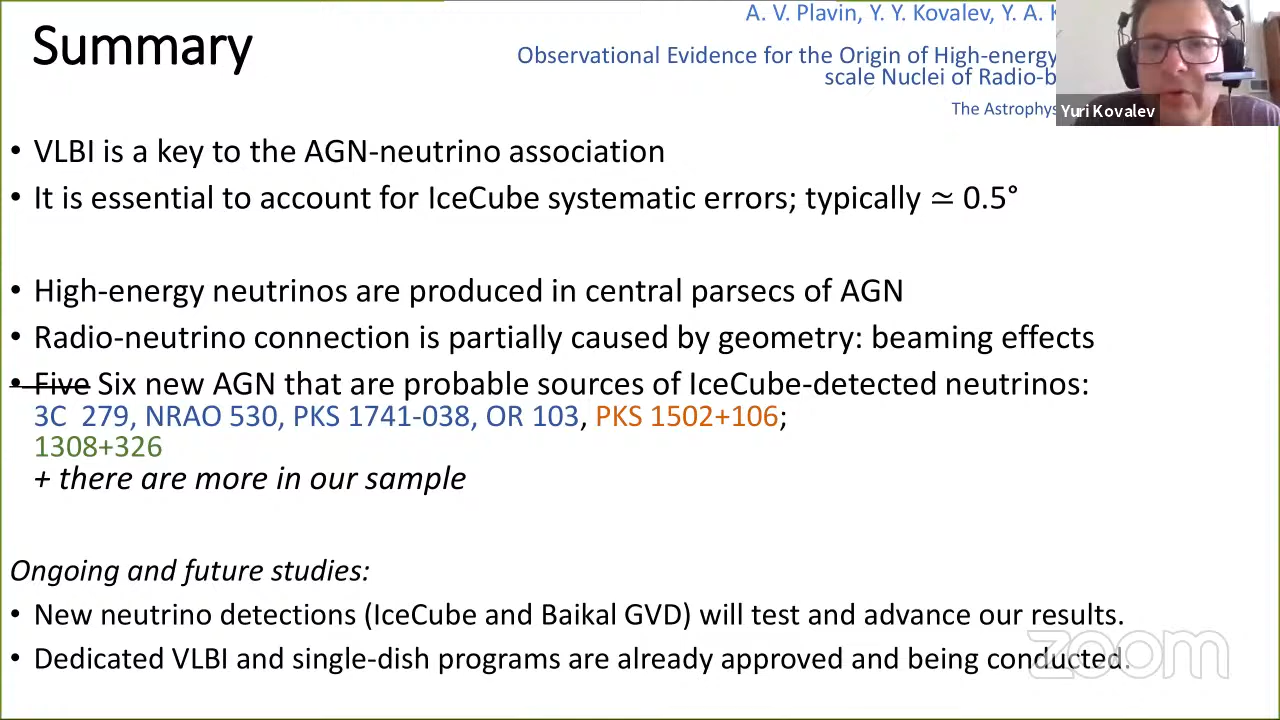 A. V. Plavin, Y. Y. Kovalev, Y. A.
Summary
Observational Evidence for the Origin of High-energy
scale Nuclei of Radio-b
The Astrophys
Yuri Kovalev
• VLBI is a key to the AGN-neutrino association
• It is essential to account for IceCube systematic errors; typically ≃ 0.5°
• High-energy neutrinos are produced in central parsecs of AGN
• Radio-neutrino connection is partially caused by geometry: beaming effects
• Five Six new AGN that are probable sources of IceCube-detected neutrinos:
3C 279, NRAO 530, PKS 1741-038, OR 103, PKS 1502+106;
1308+326
+ there are more in our sample
Ongoing and future studies:
• New neutrino detections (IceCube and Baikal GVD) will test and advance our results.
• Dedicated VLBI and single-dish programs are already approved and being conducted.
zoom